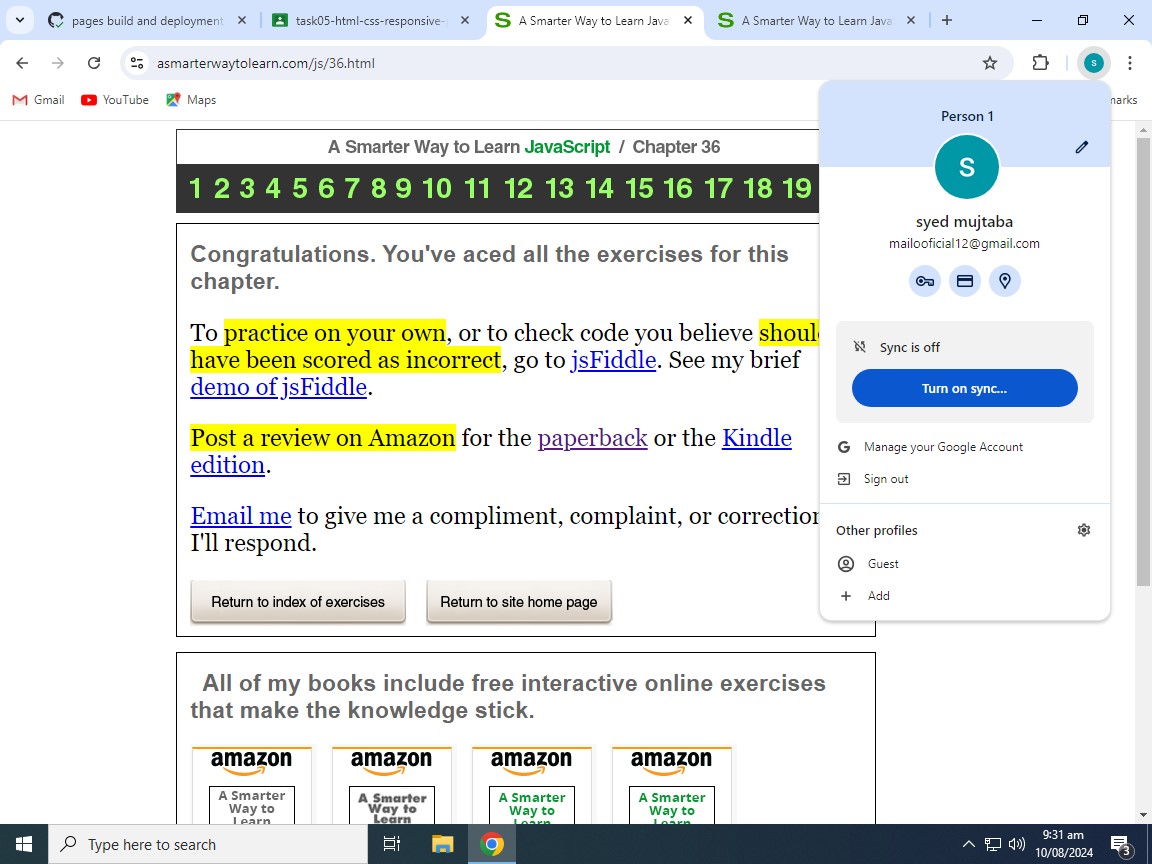 pages build and deployment
task05-html-css-responsive-
A Smarter Way to Learn Java
A Smarter Way to Learn Java
asmarterwaytolearn.com/js/36.html
Gmail
YouTube
Maps
A Smarter Way to Learn JavaScript / Chapter 36
1 2 3 4 5 6 7 8 9 10 11 12 13 14 15 16 17 18 19
Congratulations. You've aced all the exercises for this
chapter.
To practice on your own, or to check code you believe shoul
have been scored as incorrect, go to jsFiddle. See my brief
demo of jsFiddle.
Post a review on Amazon for the paperback or the Kindle
edition.
Email me to give me a compliment, complaint, or correction
I'll respond.
Return to index of exercises
Return to site home page
All of my books include free interactive online exercises
that make the knowledge stick.
amazon
A Smarter
Way to
Learn
amazon
A Smarter
Way to
Learn
amazon
A Smarter
Way to
Learn
amazon
A Smarter
Way to
Learn
s
marks
Person 1
S
syed mujtaba
mailooficial12@gmail.com
Sync is off
Turn on sync...
G
Manage your Google Account
Sign out
Other profiles
Guest
Add
Type here to search
9:31 am
10/08/2024
3